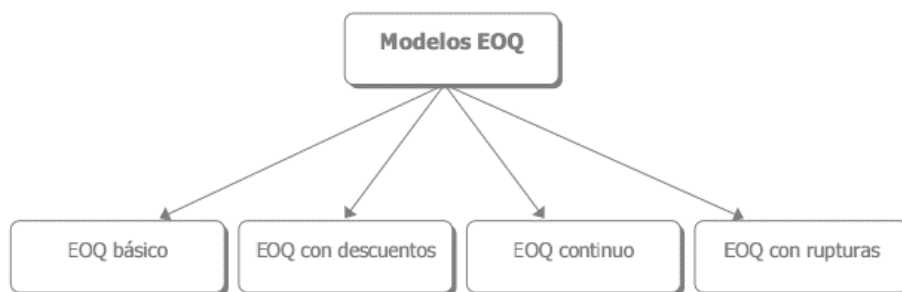 Modelos EOQ
EOQ básico
EOQ con descuentos
EOQ continuo
EOQ con rupturas